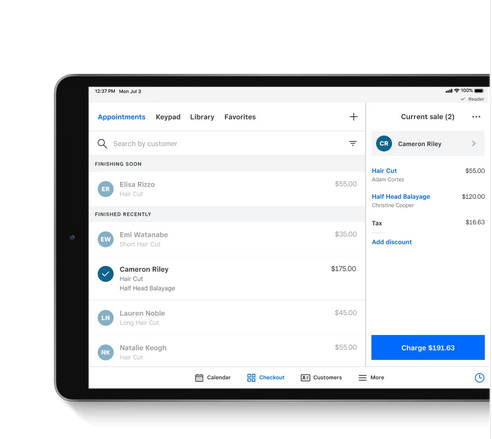 12:37 PM Mon Jul 3
100%
Reader
Appointments Keypad Library Favorites
Current sale (2)
Search by customer
CR Cameron Riley
FINISHING SOON
ER Elisa Rizzo $55.00
Hair Cut
FINISHED RECENTLY
EW Emi Watanabe $35.00
Short Hair Cut
Cameron Riley $175.00
Hair Cut
Half Head Balayage
LN Lauren Noble $45.00
Long Hair Cut
NK Natalie Keogh $55.00
Hair Cut
Hair Cut $55.00
Adam Cortez
Half Head Balayage $120.00
Christine Cooper
Tax $16.63
Add discount
Charge $191.63
Calendar Checkout Customers More